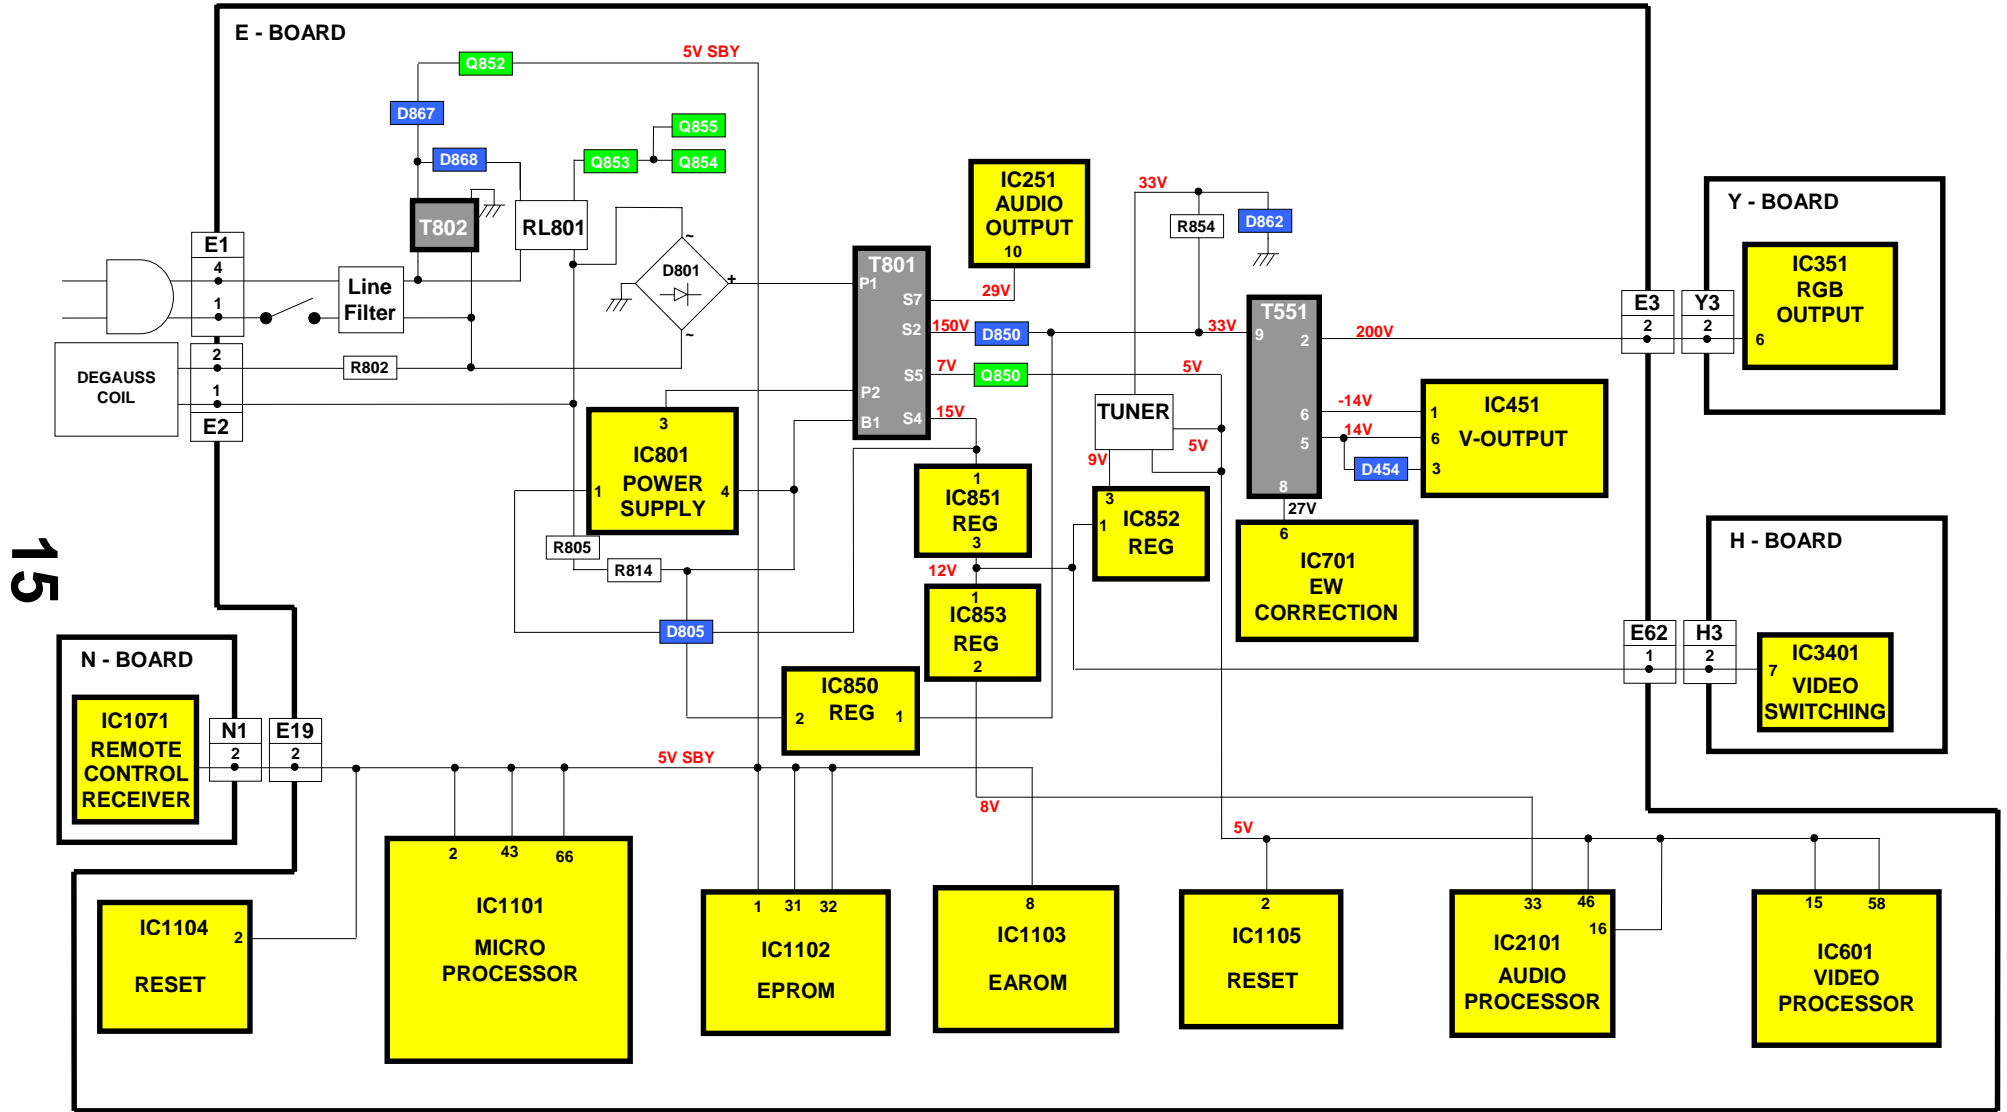 E - BOARD
Q852
5V SBY
D867
Q855
D868
Q853
Q854
T802
RL801
E1
4
1
Line
Filter
D801
~
+
~
DEGAUSS
COIL
2
1
E2
R802
T801
P1
S7
S2
S5
P2
S4
B1
29V
150V
7V
15V
D850
Q850
IC251
AUDIO
OUTPUT
10
33V
R854
D862
33V
5V
TUNER
5V
9V
T551
9
2
6
5
8
200V
-14V
14V
D454
27V
E3
2
Y3
2
Y - BOARD
IC351
RGB
OUTPUT
6
IC451
V-OUTPUT
1
6
3
3
IC801
POWER
SUPPLY
1
4
R805
R814
D805
1
IC851
REG
3
12V
3
1
IC852
REG
1
IC853
REG
2
6
IC701
EW
CORRECTION
H - BOARD
E62
1
H3
2
IC3401
7
VIDEO
SWITCHING
15
N - BOARD
IC1071
REMOTE
CONTROL
RECEIVER
N1
2
E19
2
IC850
REG
2
1
5V SBY
8V
5V
IC1104
2
RESET
2
43
66
IC1101
MICRO
PROCESSOR
1
31
32
IC1102
EPROM
8
IC1103
EAROM
2
IC1105
RESET
33
46
16
IC2101
AUDIO
PROCESSOR
15
58
IC601
VIDEO
PROCESSOR